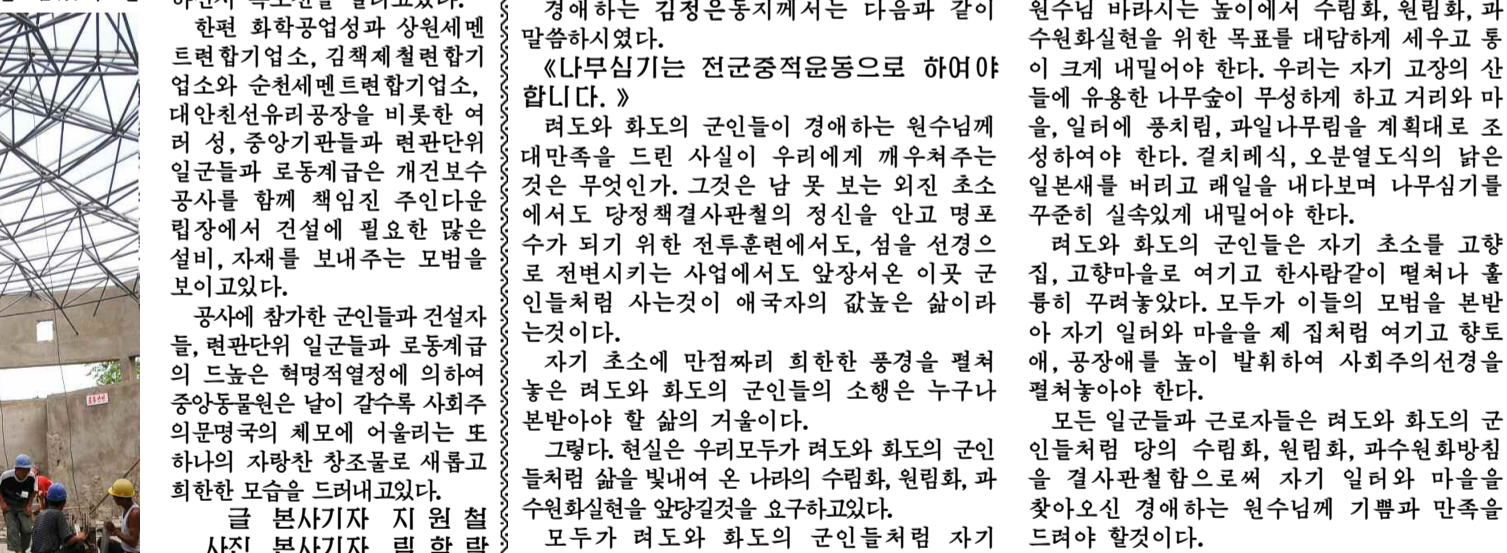 한편 화학공업성과 상원세멘
트련합기업소, 김책제철련합기
업소와 순천세멘트련합기업소,
대안친선유리공장을 비롯한 여
러 성, 중앙기관들과 련관단위
일군들과 로동계급은 개건보수
공사를 함께 책임진 주인다운
립장에서 건설에 필요한 많은
설비, 자재를 보내주는 모범을
보이고있다.
공사에 참가한 군인들과 건설자
들, 련관단위 일군들과 로동계급
의 드높은 혁명적열정에 의하여
중앙동물원은 날이 갈수록 사회주
의문명국의 체모에 어울리는 또
하나의 자랑찬 창조물로 새롭고
희한한 모습을 드러내고있다.
글 본사기자 지 원 철
사진 본사기자 림 학 락
경애하는 김정은동지께서는 다음과 같이
말씀하시였다.
《나무심기는 전군중적운동으로 하여야
합니다. 》
려도와 화도의 군인들이 경애하는 원수님께
대만족을 드린 사실이 우리에게 깨우쳐주는
것은 무엇인가. 그것은 남 못 보는 외진 초소
에서도 당정책결사관철의 정신을 안고 명포
수가 되기 위한 전투훈련에서도, 섬을 선경으
로 전변시키는 사업에서도 앞장서온 이곳 군
인들처럼 사는것이 애국자의 값높은 삶이라
는것이다.
자기 초소에 만점짜리 희한한 풍경을 펼쳐
놓은 려도와 화도의 군인들의 소행은 누구나
본받아야 할 삶의 거울이다.
그렇다. 현실은 우리모두가 려도와 화도의 군인
들처럼 삶을 빛내여 온 나라의 수림화, 원림화, 과
수원화실현을 앞당길것을 요구하고있다.
모두가 려도와 화도의 군인들처럼 자기
원수님 바라시는 높이에서 수림화, 원림화, 과
수원화실현을 위한 목표를 대담하게 세우고 통
이 크게 내밀어야 한다. 우리는 자기 고장의 산
들에 유용한 나무숲이 무성하게 하고 거리와 마
을, 일터에 풍치림, 과일나무림을 계획대로 조
성하여야 한다. 겉치레식, 오분열도식의 낡은
일본새를 버리고 래일을 내다보며 나무심기를
꾸준히 실속있게 내밀어야 한다.
려도와 화도의 군인들은 자기 초소를 고향
집, 고향마을로 여기고 한사람같이 떨쳐나 훌
륭히 꾸려놓았다. 모두가 이들의 모범을 본받
아 자기 일터와 마을을 제 집처럼 여기고 향토
애, 공장애를 높이 발휘하여 사회주의선경을
펼쳐놓아야 한다.
모든 일군들과 근로자들은 려도와 화도의 군
인들처럼 당의 수림화, 원림화, 과수원화방침
을 결사관철함으로써 자기 일터와 마을을
찾아오신 경애하는 원수님께 기쁨과 만족을
드려야 할것이다.